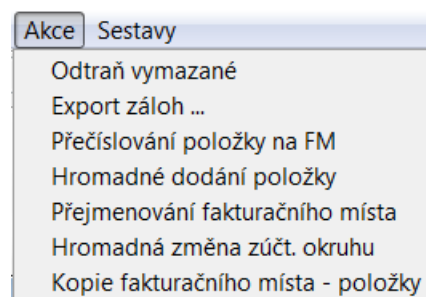 Akce Sestavy
Odtraň vymazané
Export záloh ...
Přečíslování položky na FM
Hromadné dodání položky
Přejmenování fakturačního místa
Hromadná změna zúčt. okruhu
Kopie fakturačního místa - položky